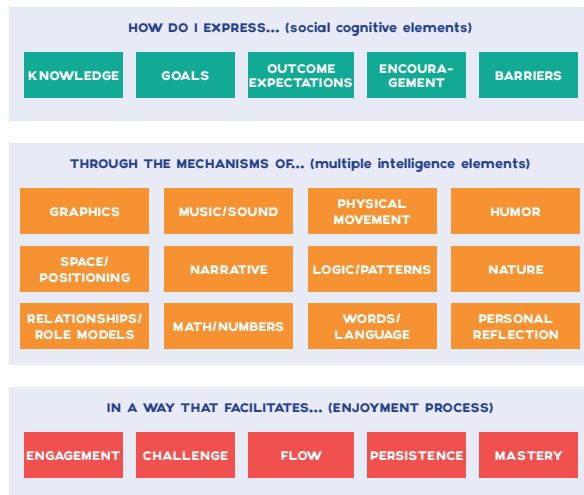 HOW DO I EXPRESS... (social cognitive elements)
KNOWLEDGE
GOALS
OUTCOME
EXPECTATIONS
ENCOURA-
GEMENT
BARRIERS
THROUGH THE MECHANISMS OF... (multiple intelligence elements)
GRAPHICS
MUSIC/SOUND
PHYSICAL
MOVEMENT
HUMOR
SPACE/
POSITIONING
NARRATIVE
LOGIC/PATTERNS
NATURE
RELATIONSHIPS/
ROLE MODELS
MATH/NUMBERS
WORDS/
LANGUAGE
PERSONAL
REFLECTION
IN A WAY THAT FACILITATES... (ENJOYMENT PROCESS)
ENGAGEMENT
CHALLENGE
FLOW
PERSISTENCE
MASTERY